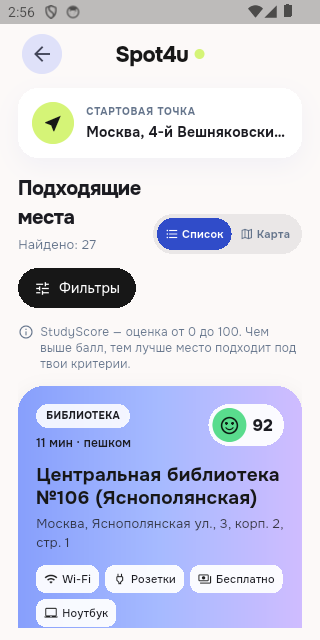 2:56
Spot4u
СТАРТОВАЯ ТОЧКА
Москва, 4-й Вешняковски...
Подходящие
места
Найдено: 27
Список
Карта
Фильтры
StudyScore — оценка от 0 до 100. Чем
выше балл, тем лучше место подходит под
твои критерии.
БИБЛИОТЕКА
92
11 мин · пешком
Центральная библиотека
№106 (Яснополянская)
Москва, Яснополянская ул., 3, корп. 2,
стр. 1
Wi-Fi
Розетки
Бесплатно
Ноутбук